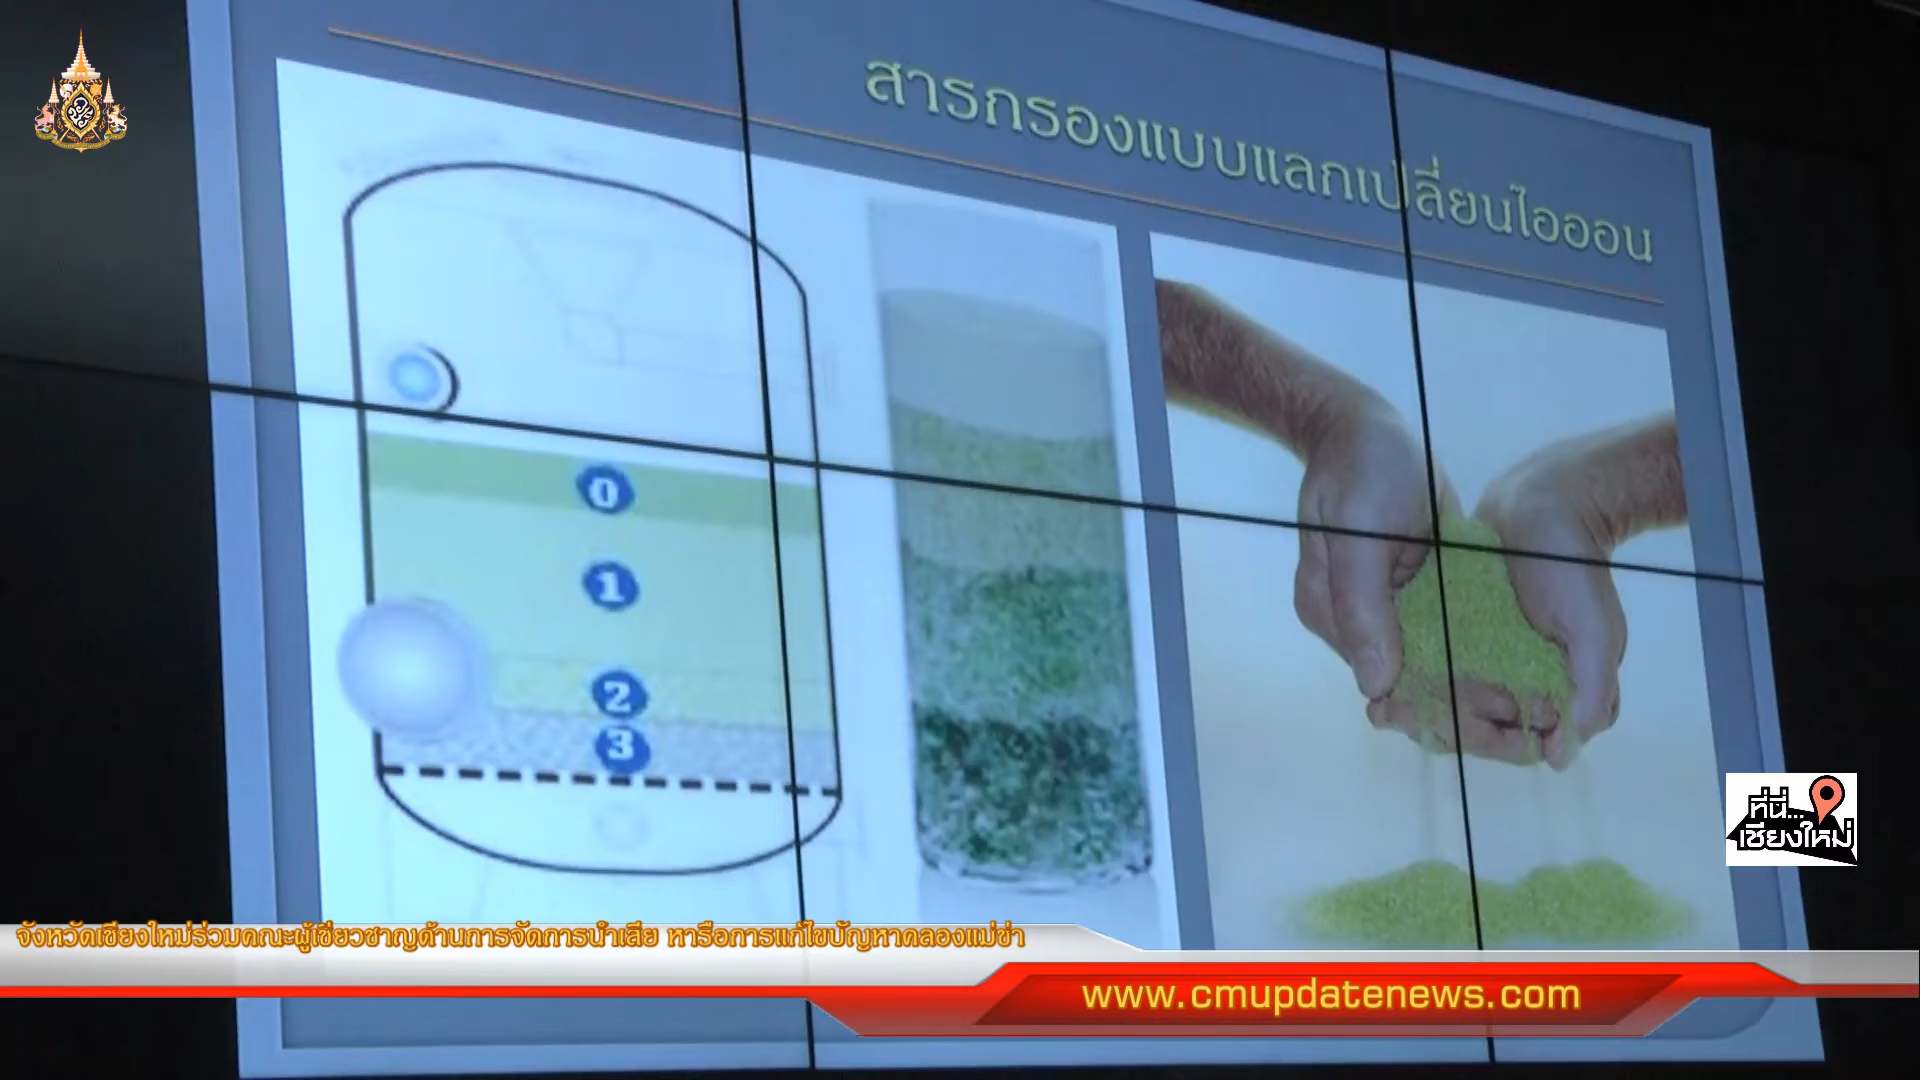 สารกรองแบบแลกเปลี่ยนไอออน
0
1
2
3
ที่นี่...
เชียงใหม่
จังหวัดเชียงใหม่ร่วมคณะผู้เชี่ยวชาญด้านการจัดการน้ำเสีย หารือการแก้ไขปัญหาคลองแม่ข่า
www.cmupdatenews.com